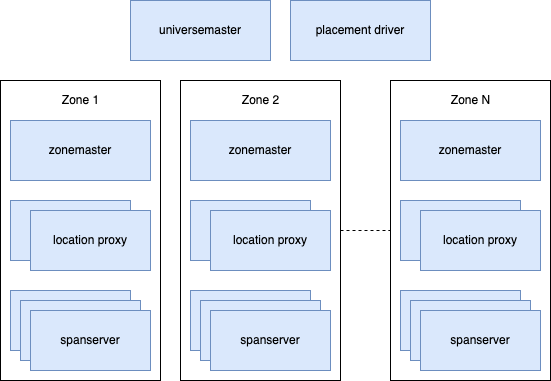 universemaster
placement driver
Zone 1
Zone 2
Zone N
zonemaster
zonemaster
zonemaster
location proxy
location proxy
location proxy
spanserver
spanserver
spanserver